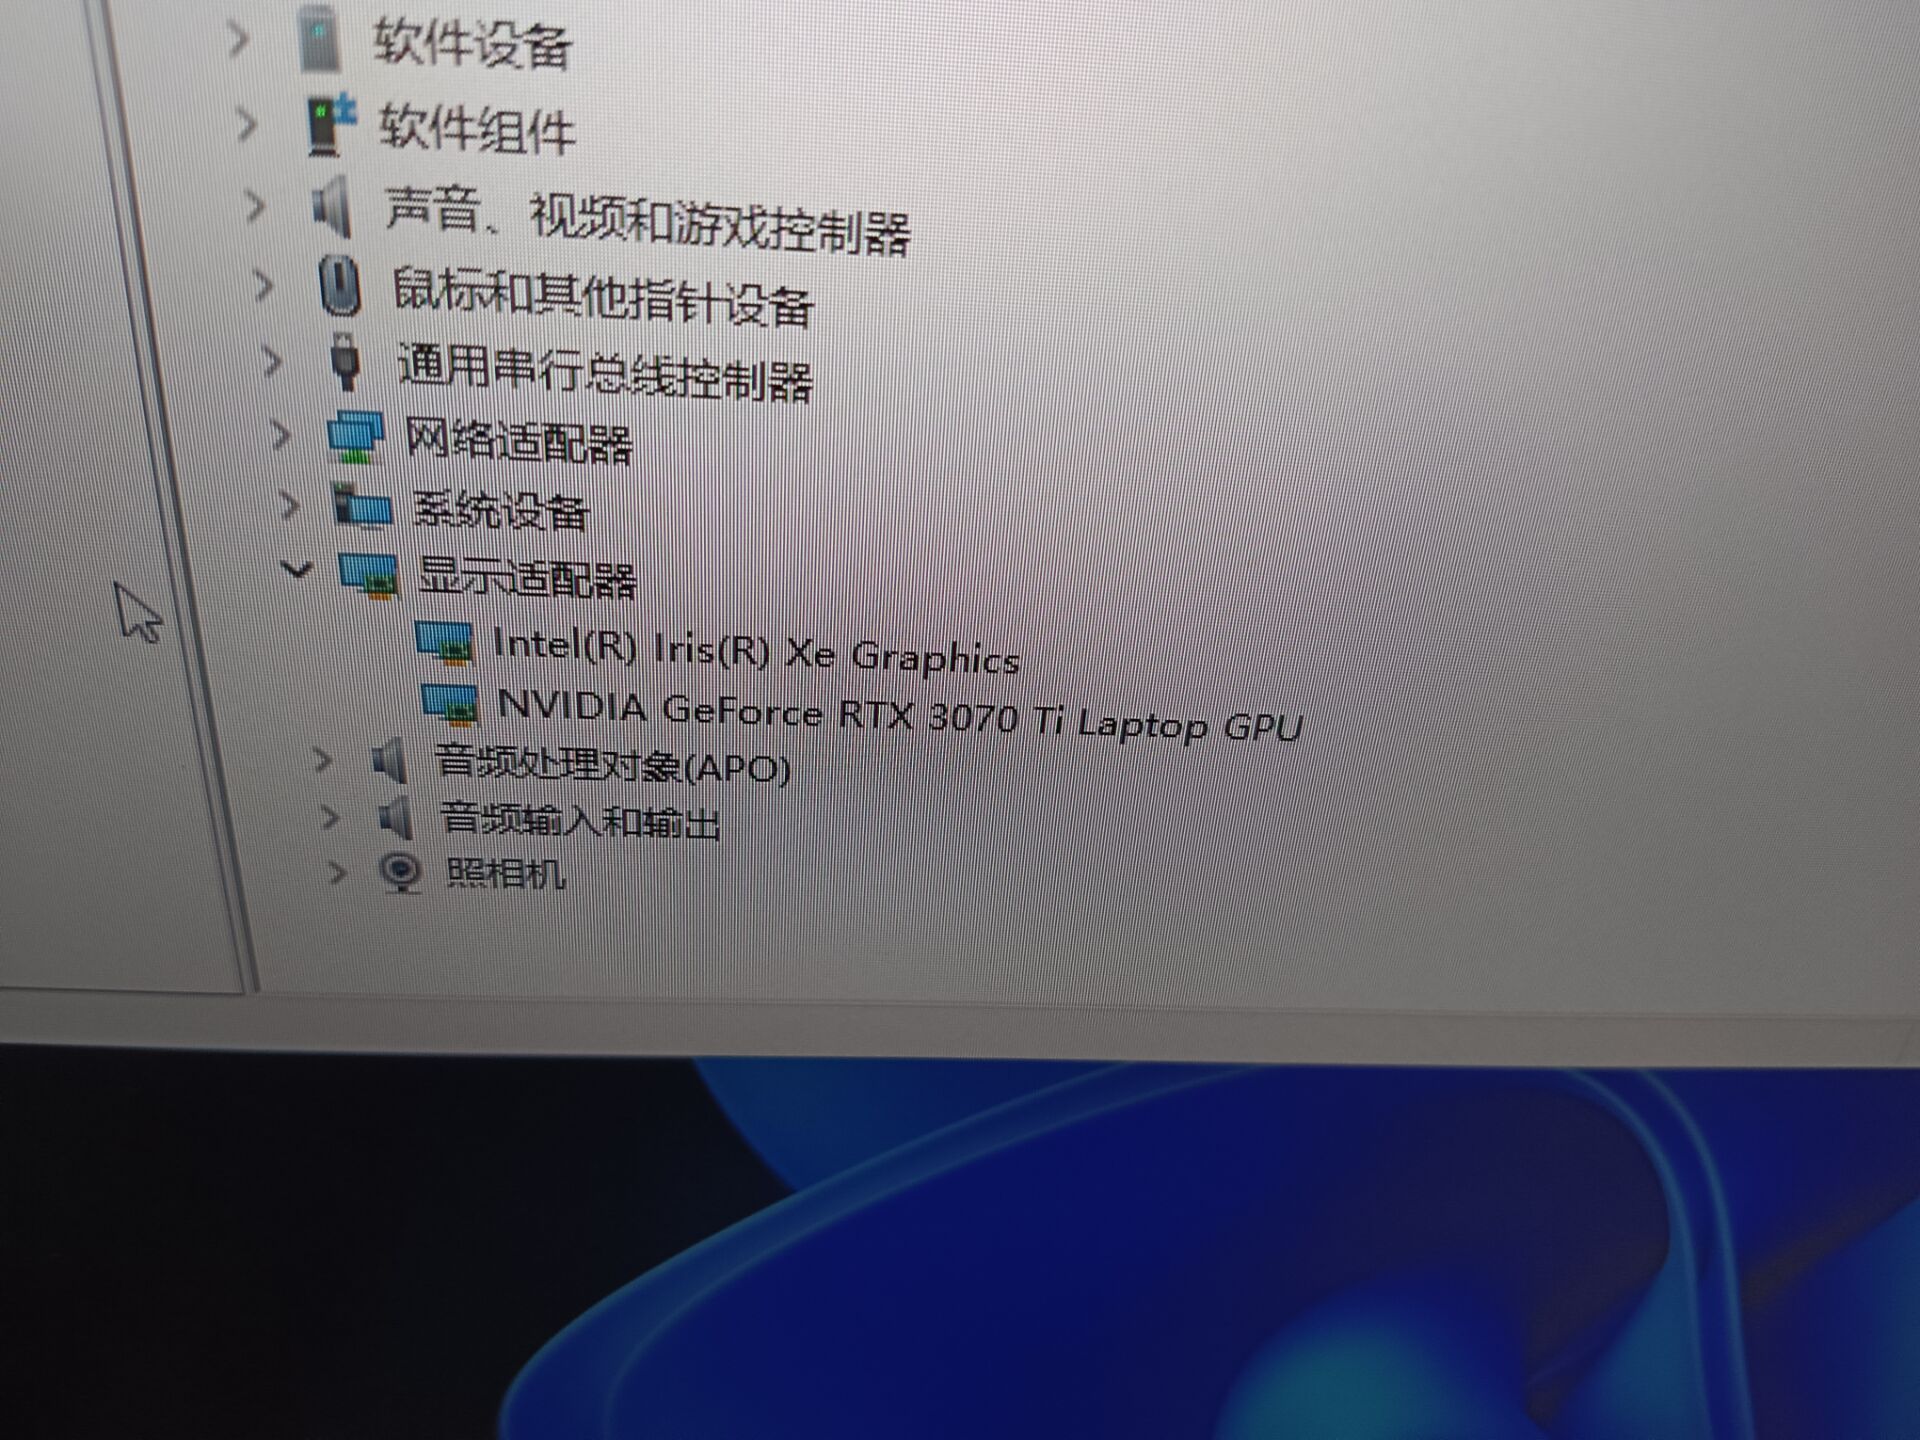 软件设备
软件组件
声音、视频和游戏控制器
鼠标和其他指针设备
通用串行总线控制器
网络适配器
系统设备
显示适配器
Intel(R) Iris(R) Xe Graphics
NVIDIA GeForce RTX 3070 Ti Laptop GPU
音频处理对象(APO)
音频输入和输出
照相机